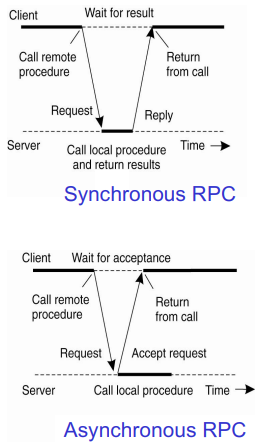 Client Wait for result
Call remote
procedure
Return
from call
Request
Reply
Server
Call local procedure
and return results
Time
Synchronous RPC
Client Wait for acceptance
Call remote
procedure
Return
from call
Request
Accept request
Server
Call local procedure
Time
Asynchronous RPC